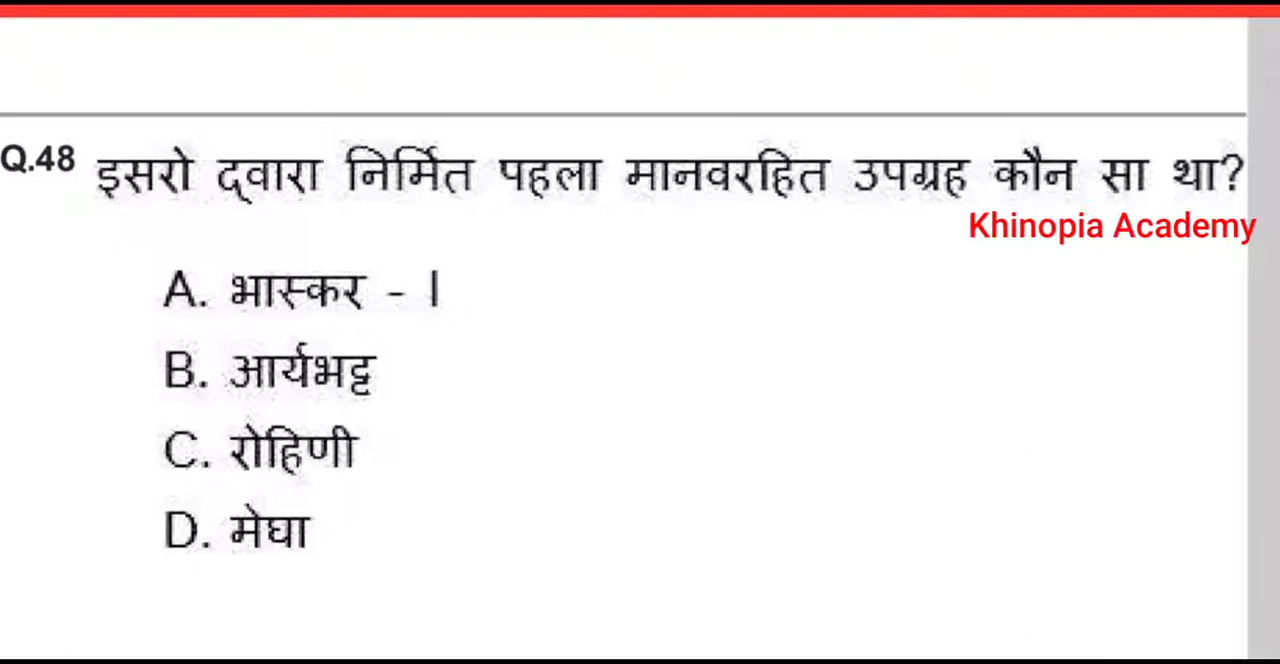 Q.48 इसरो द्वारा निर्मित पहला मानवरहित उपग्रह कौन सा था?
Khinopia Academy
A. भास्कर - I
B. आर्यभट्ट
C. रोहिणी
D. मेघा